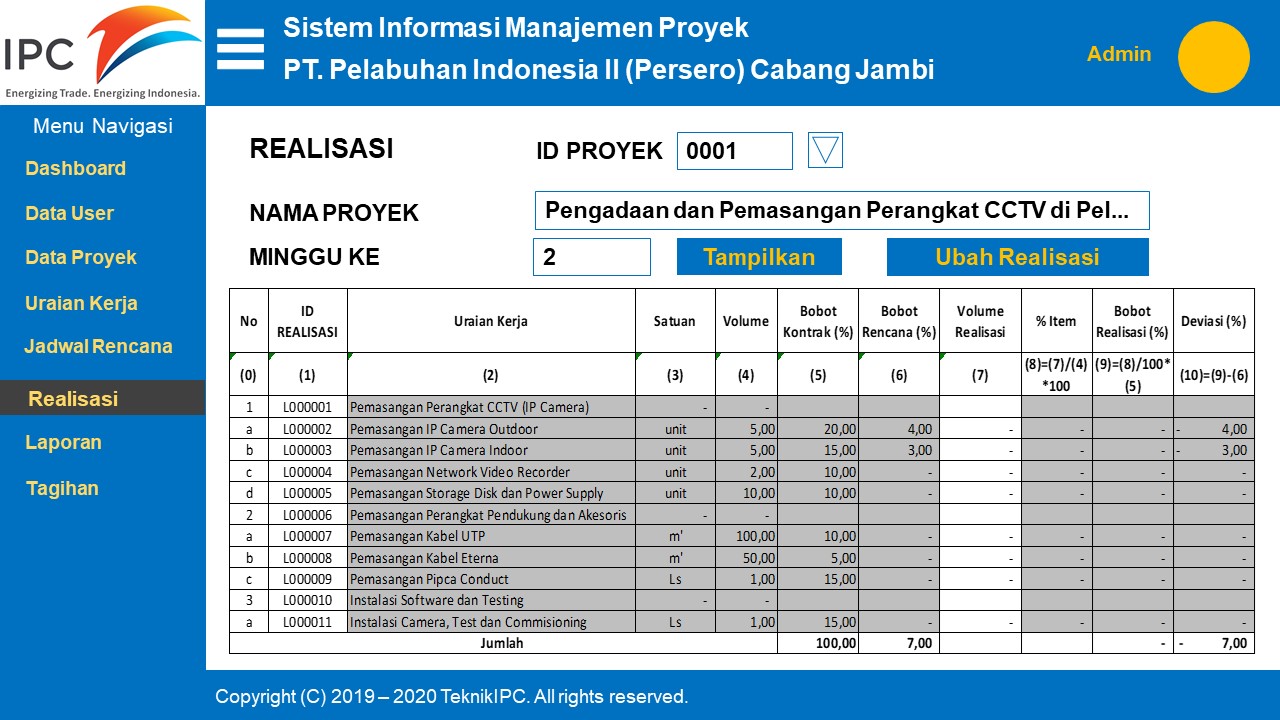 IPC
Energizing Trade. Energizing Indonesia.
Sistem Informasi Manajemen Proyek
PT. Pelabuhan Indonesia II (Persero) Cabang Jambi
Admin
Menu Navigasi
Dashboard
Data User
Data Proyek
Uraian Kerja
Jadwal Rencana
Realisasi
Laporan
Tagihan
REALISASI ID PROYEK 0001
NAMA PROYEK Pengadaan dan Pemasangan Perangkat CCTV di Pel...
MINGGU KE 2 Tampilkan Ubah Realisasi
No ID REALISASI Uraian Kerja Satuan Volume Bobot Kontrak (%) Bobot Rencana (%) Volume Realisasi % Item Bobot Realisasi (%) Deviasi (%)
(0) (1) (2) (3) (4) (5) (6) (7) (8)=(7)/(4)*100 (9)=(8)/100*(5) (10)=(9)-(6)
1 L000001 Pemasangan Perangkat CCTV (IP Camera) - -
a L000002 Pemasangan IP Camera Outdoor unit 5,00 20,00 4,00 - - - - 4,00
b L000003 Pemasangan IP Camera Indoor unit 5,00 15,00 3,00 - - - - 3,00
c L000004 Pemasangan Network Video Recorder unit 2,00 10,00 - - - - -
d L000005 Pemasangan Storage Disk dan Power Supply unit 10,00 10,00 - - - - -
2 L000006 Pemasangan Perangkat Pendukung dan Akesoris - -
a L000007 Pemasangan Kabel UTP m' 100,00 10,00 - - - - -
b L000008 Pemasangan Kabel Eterna m' 50,00 5,00 - - - - -
c L000009 Pemasangan Pipca Conduct Ls 1,00 15,00 - - - - -
3 L000010 Instalasi Software dan Testing - -
a L000011 Instalasi Camera, Test dan Commisioning Ls 1,00 15,00 - - - - -
Jumlah 100,00 7,00 - - 7,00
Copyright (C) 2019 – 2020 TeknikIPC. All rights reserved.